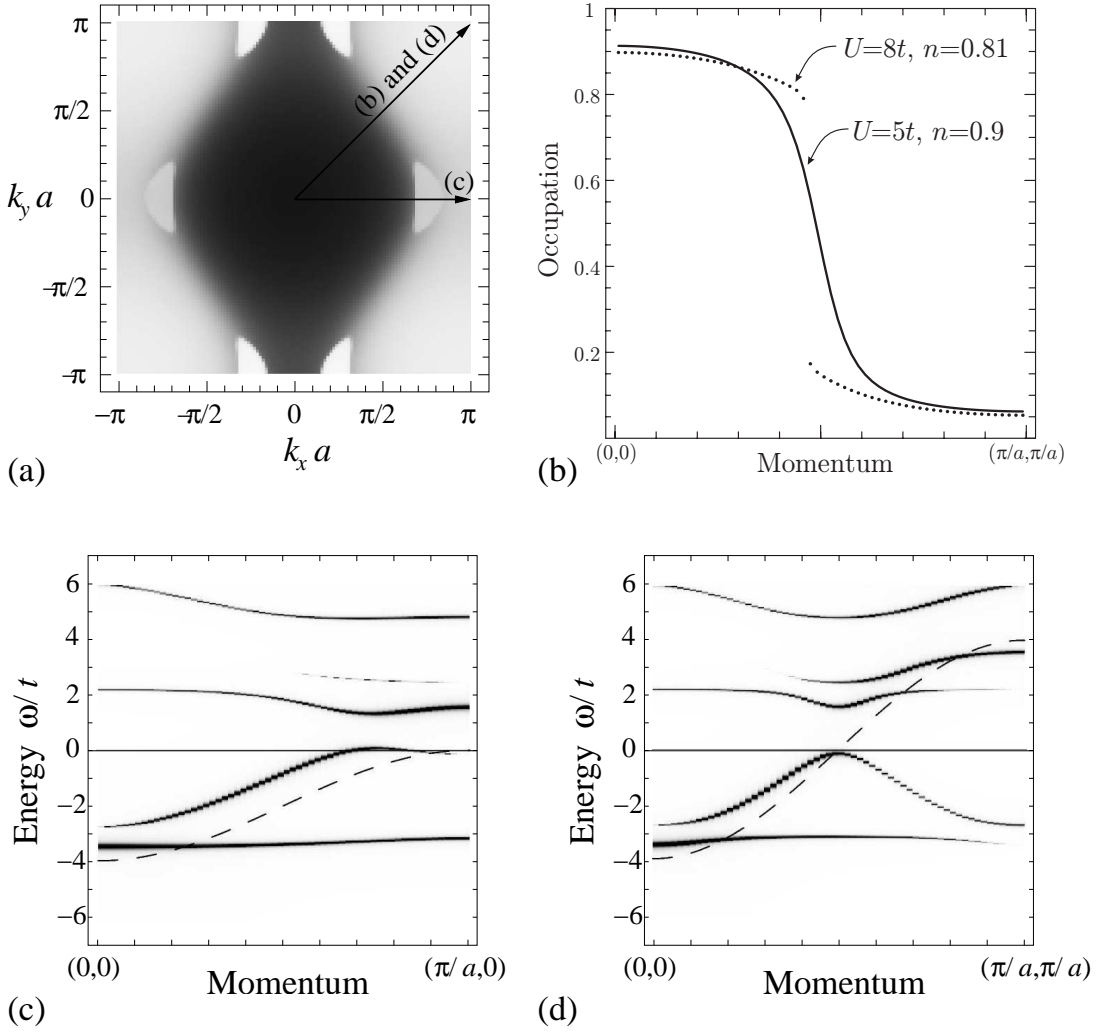 π
π/2
0
−π/2
−π
k_y a
−π
−π/2
0
π/2
π
k_x a
(b) and (d)
(c)
(a)
1
0.8
0.6
0.4
0.2
Occupation
U=8t, n=0.81
U=5t, n=0.9
(0,0)
Momentum
(π/a,π/a)
(b)
6
4
2
0
−2
−4
−6
Energy ω/t
(0,0)
Momentum
(π/a,0)
(c)
6
4
2
0
−2
−4
−6
Energy ω/t
(0,0)
Momentum
(π/a,π/a)
(d)